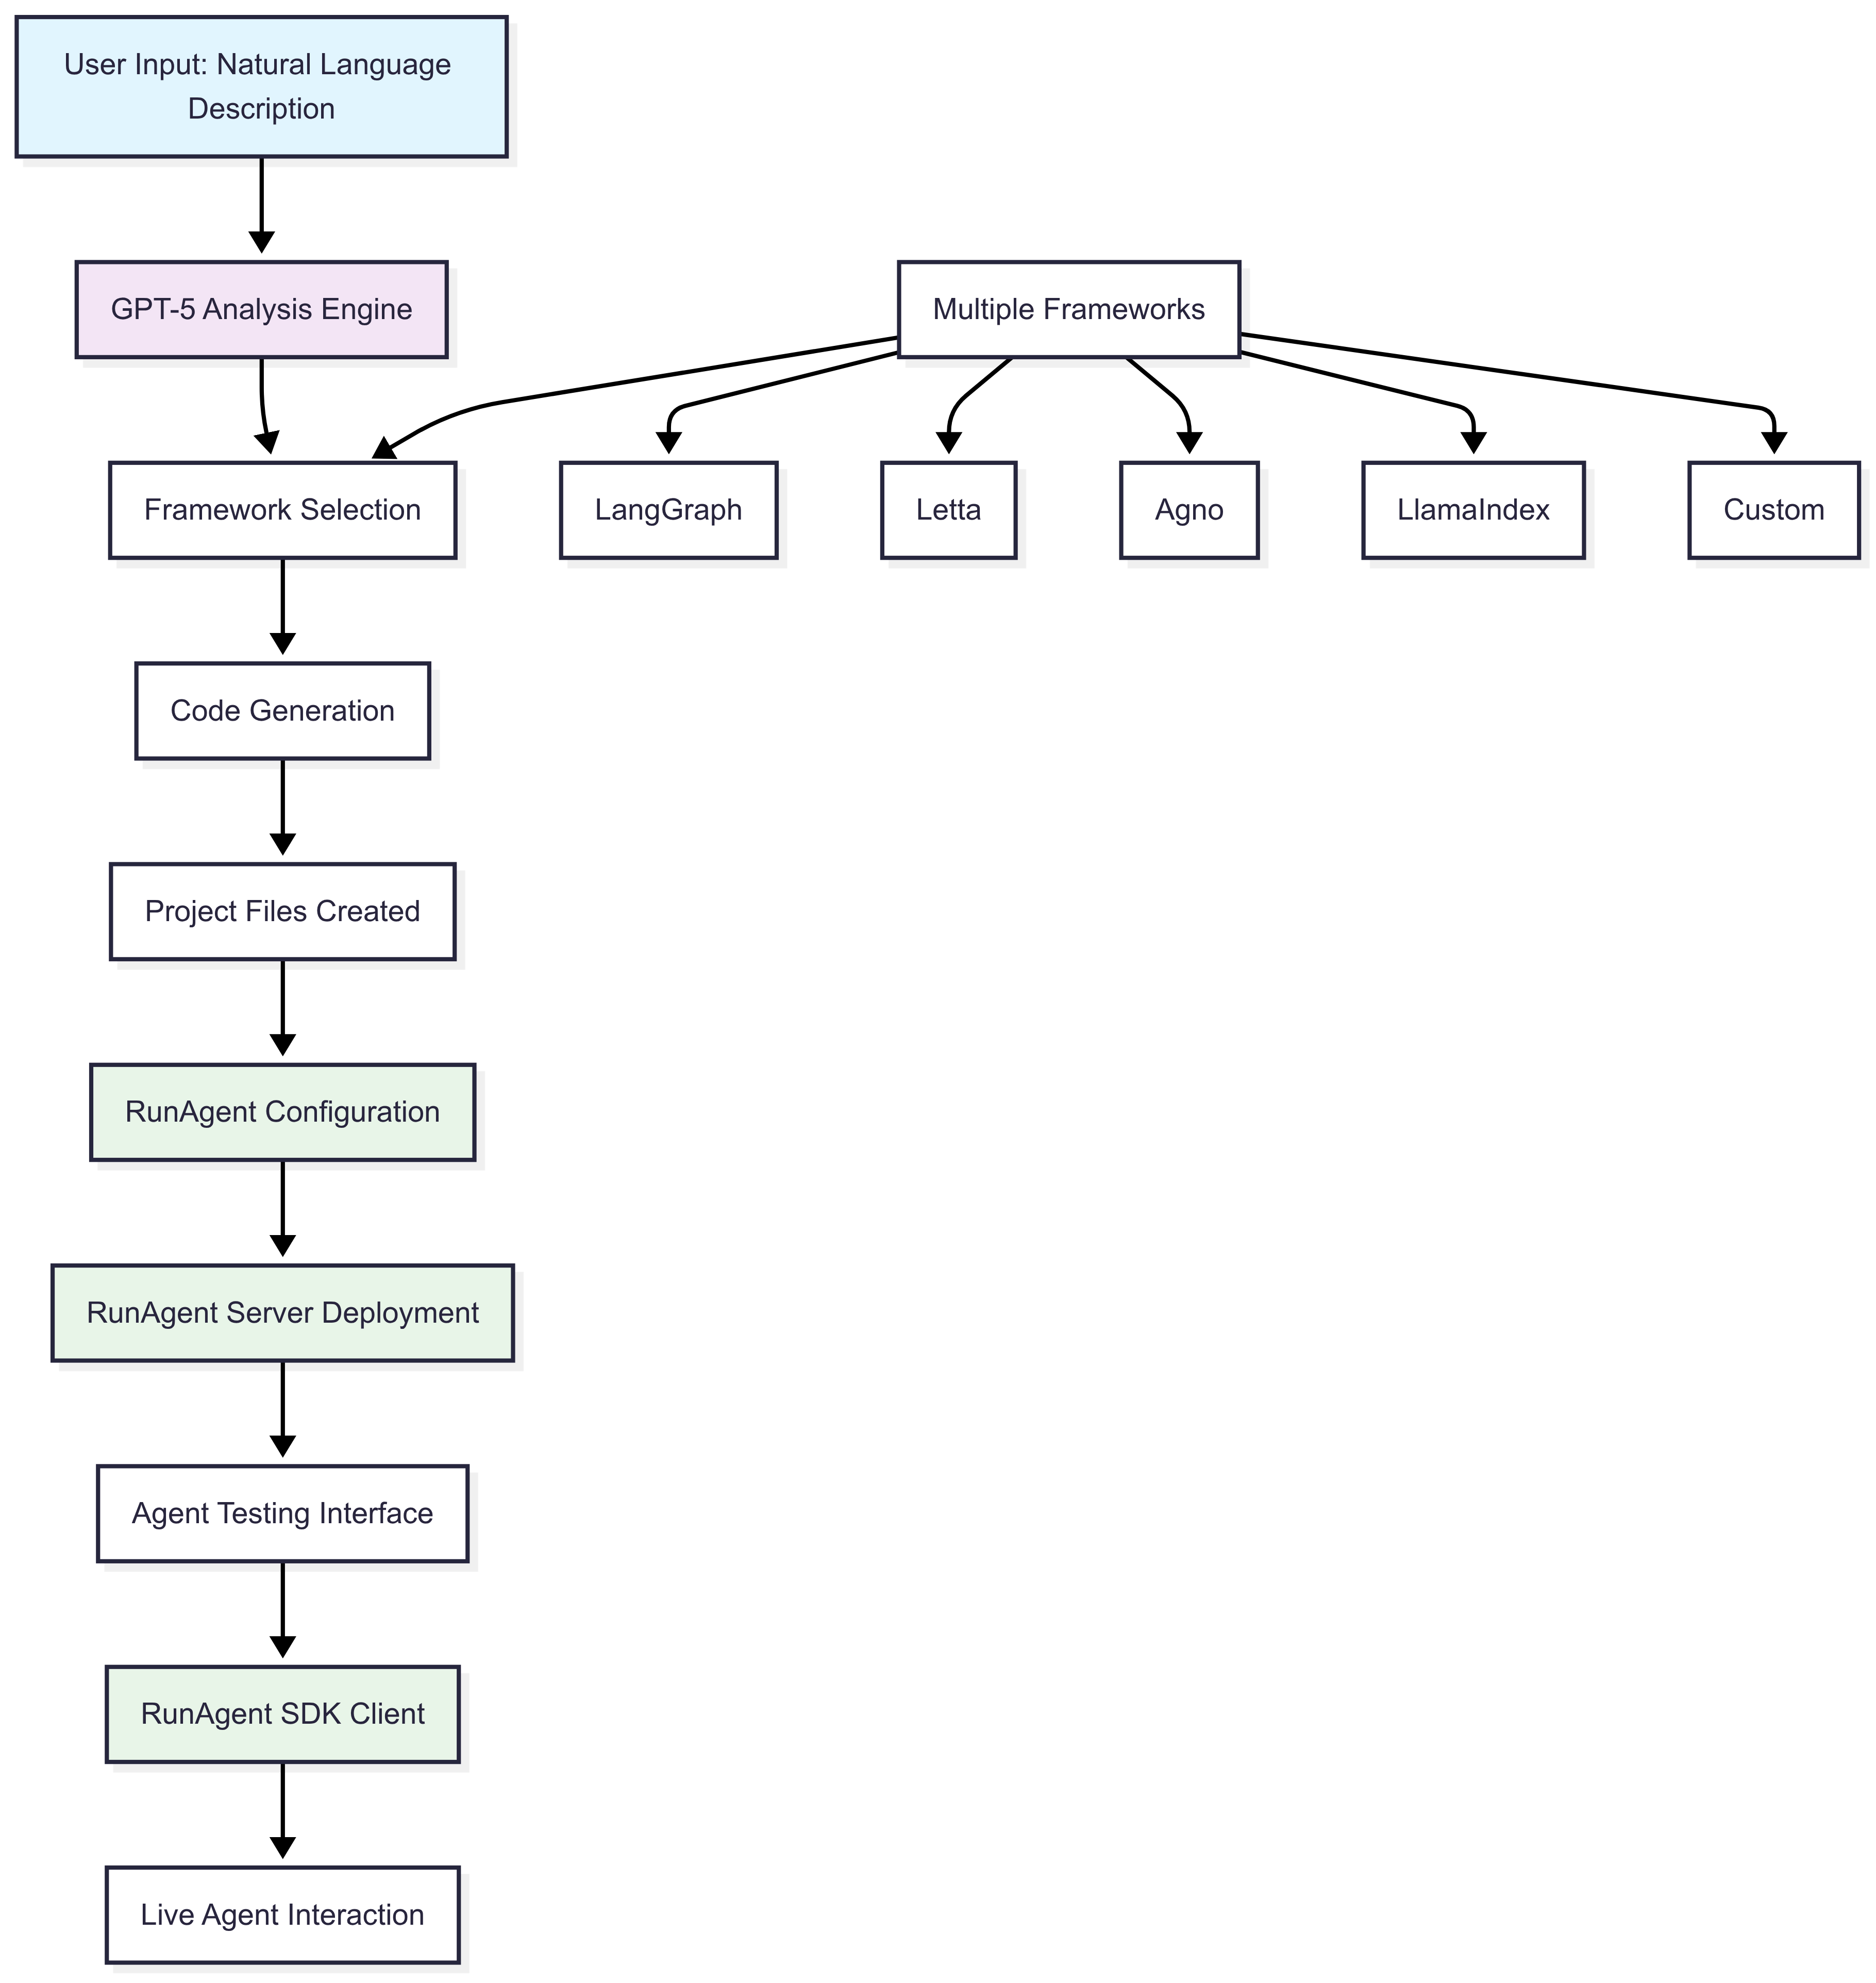 User Input: Natural Language
Description
GPT-5 Analysis Engine
Multiple Frameworks
Framework Selection
LangGraph
Letta
Agno
LlamaIndex
Custom
Code Generation
Project Files Created
RunAgent Configuration
RunAgent Server Deployment
Agent Testing Interface
RunAgent SDK Client
Live Agent Interaction